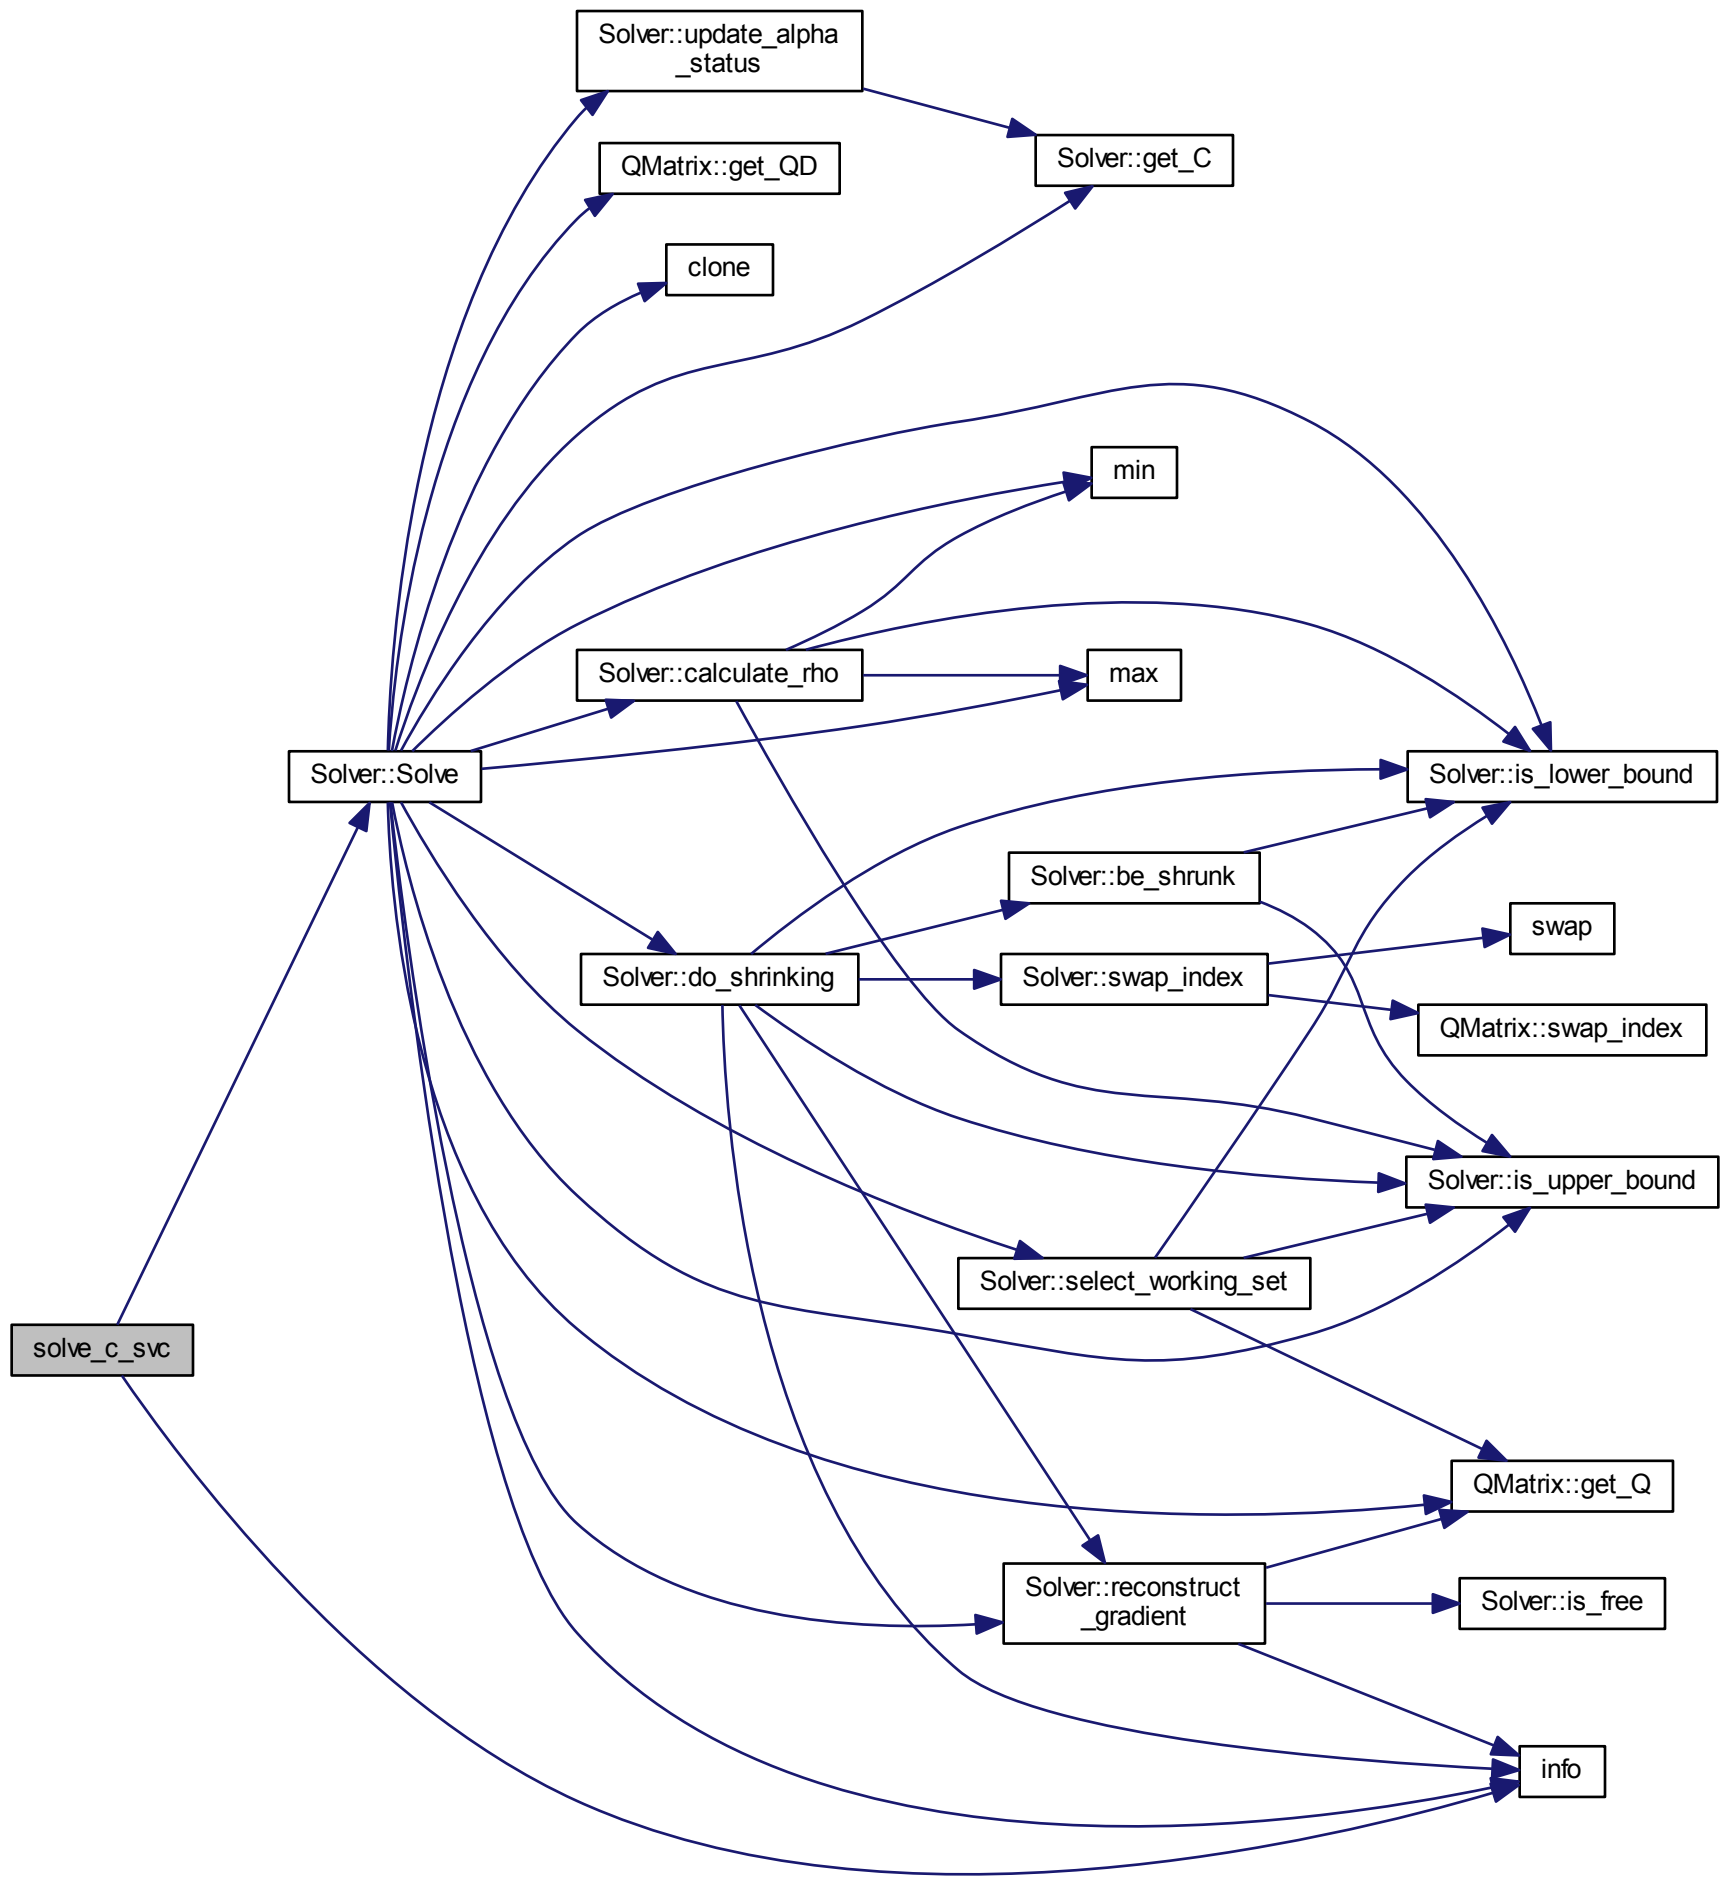 Solver::update_alpha
_status
QMatrix::get_QD
Solver::get_C
clone
min
Solver::calculate_rho
max
Solver::Solve
Solver::is_lower_bound
Solver::be_shrunk
swap
Solver::do_shrinking
Solver::swap_index
QMatrix::swap_index
Solver::is_upper_bound
Solver::select_working_set
solve_c_svc
QMatrix::get_Q
Solver::reconstruct
_gradient
Solver::is_free
info